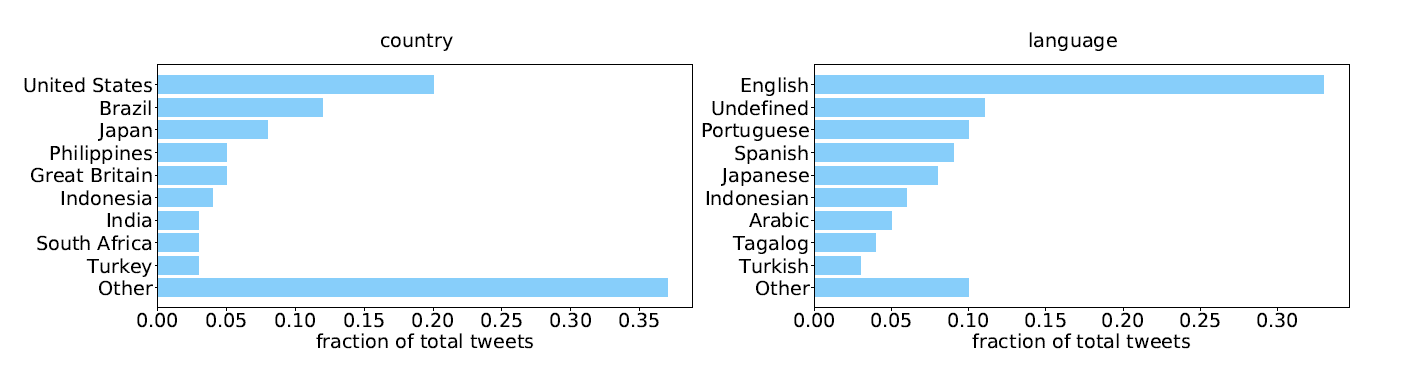 country
United States
Brazil
Japan
Philippines
Great Britain
Indonesia
India
South Africa
Turkey
Other
0.00 0.05 0.10 0.15 0.20 0.25 0.30 0.35
fraction of total tweets
language
English
Undefined
Portuguese
Spanish
Japanese
Indonesian
Arabic
Tagalog
Turkish
Other
0.00 0.05 0.10 0.15 0.20 0.25 0.30
fraction of total tweets